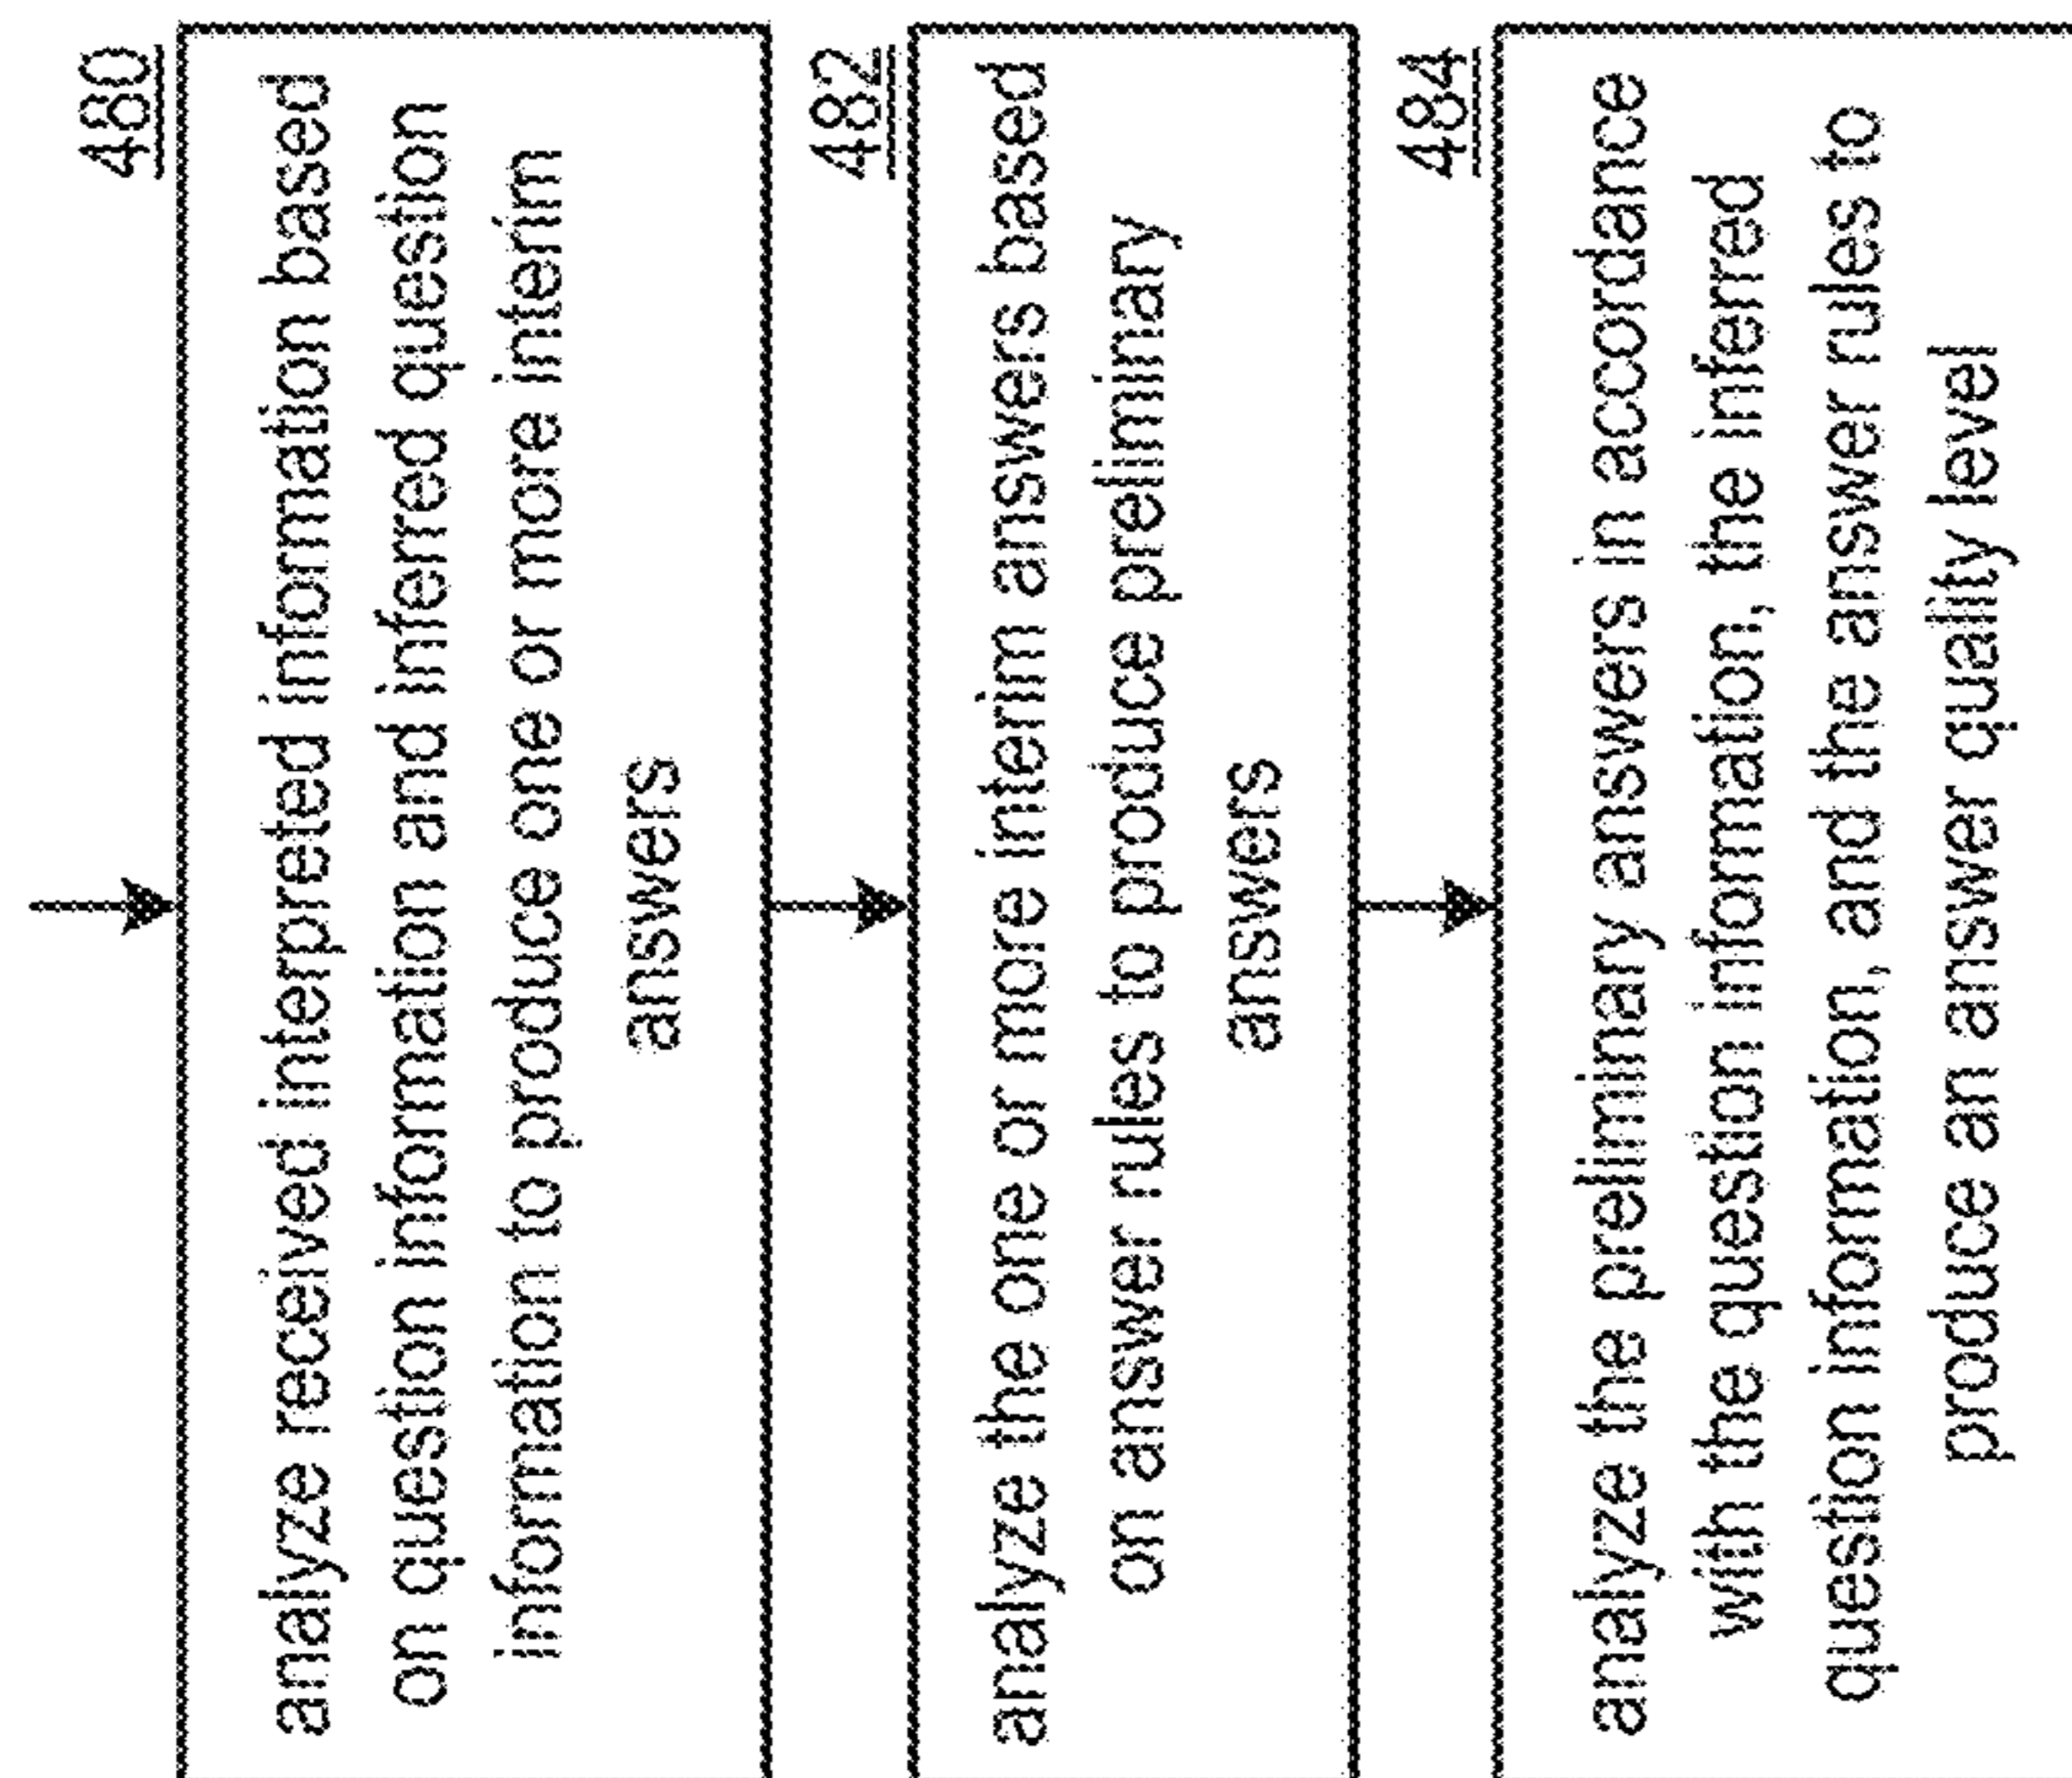 480
analyze received interpreted information based
on question information and inferred question
information to produce one or more interim
answers
482
analyze the one or more interim answers based
on answer rules to produce preliminary
answers
484
analyze the preliminary answers in accordance
with the question information, the inferred
question information, and the answer rules to
produce an answer quality level